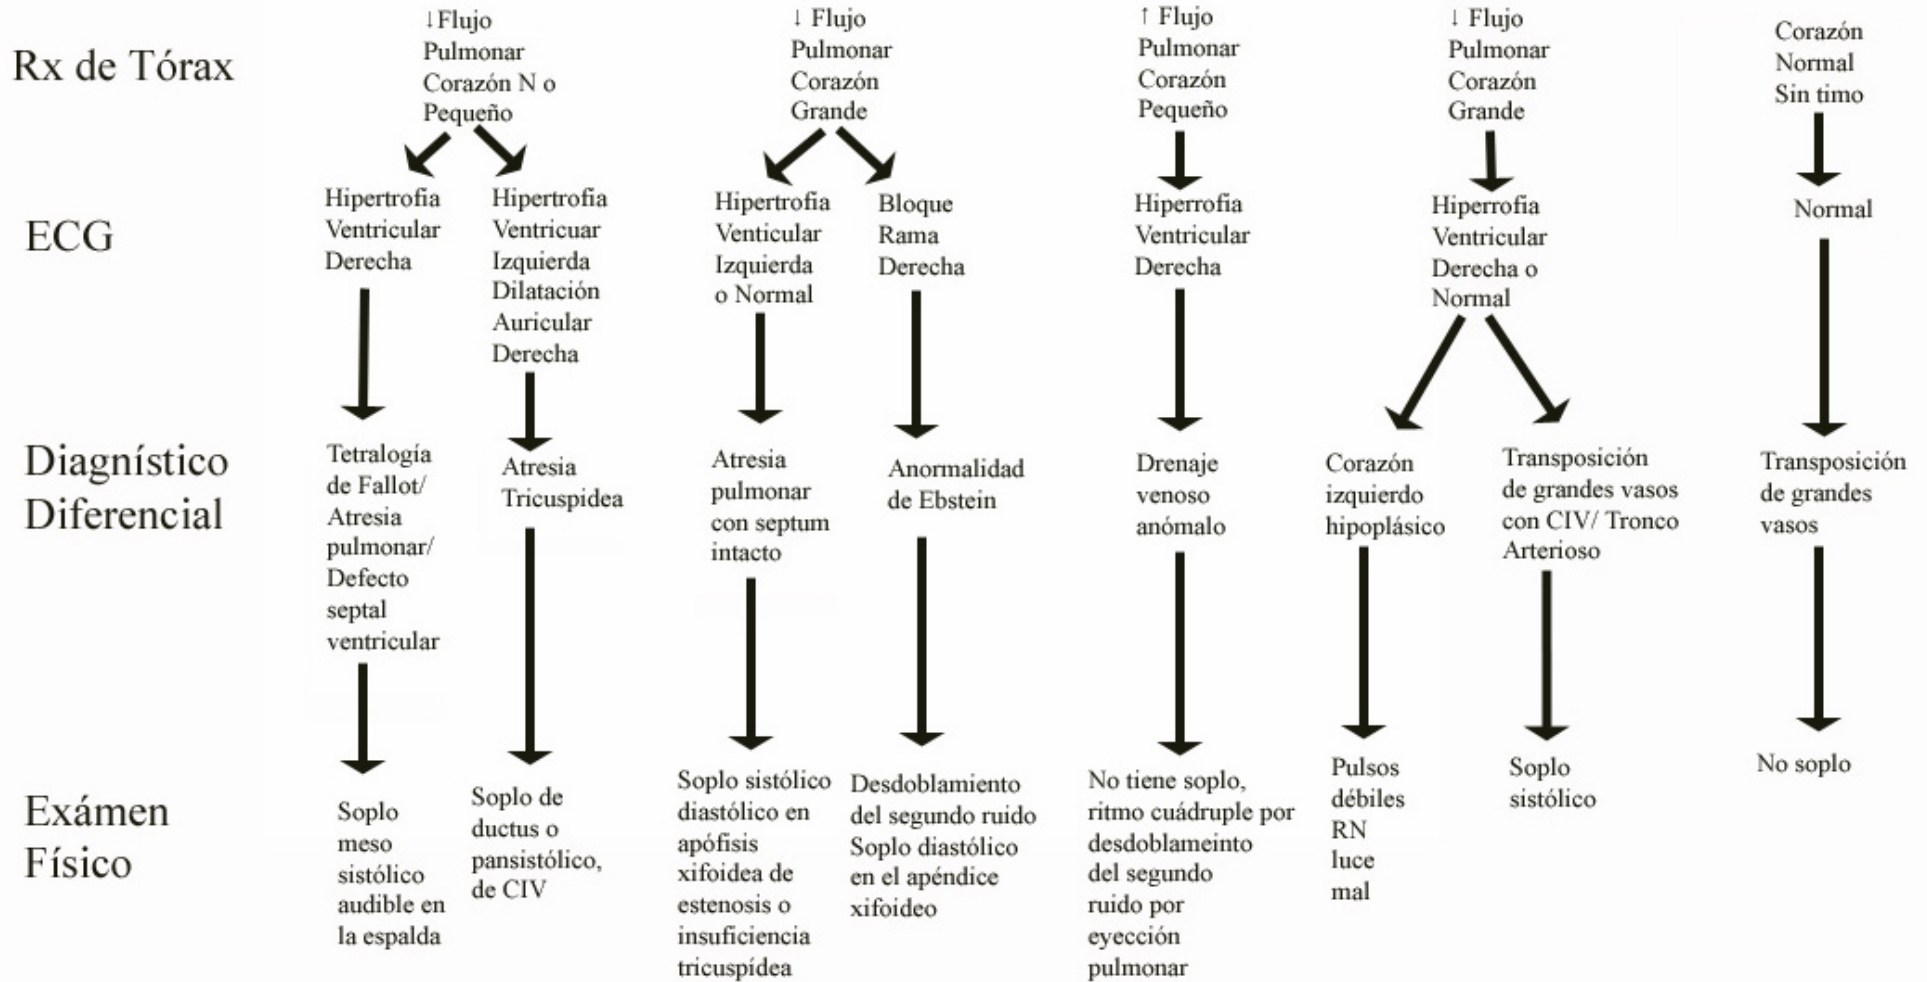 Rx de Tórax
↓Flujo
Pulmonar
Corazón N o
Pequeño
↓ Flujo
Pulmonar
Corazón
Grande
↑ Flujo
Pulmonar
Corazón
Pequeño
↓ Flujo
Pulmonar
Corazón
Grande
Corazón
Normal
Sin timo
ECG
Hipertrofia
Ventricular
Derecha
Hipertrofia
Ventricuar
Izquierda
Dilatación
Auricular
Derecha
Hipertrofia
Venticular
Izquierda
o Normal
Bloque
Rama
Derecha
Hiperrofia
Ventricular
Derecha
Hiperrofia
Ventricular
Derecha o
Normal
Normal
Diagnístico
Diferencial
Tetralogía
de Fallot/
Atresia
pulmonar/
Defecto
septal
ventricular
Atresia
Tricuspidea
Atresia
pulmonar
con septum
intacto
Anormalidad
de Ebstein
Drenaje
venoso
anómalo
Corazón
izquierdo
hipoplásico
Transposición
de grandes vasos
con CIV/ Tronco
Arterioso
Transposición
de grandes
vasos
Exámen
Físico
Soplo
meso
sistólico
audible en
la espalda
Soplo de
ductus o
pansistólico,
de CIV
Soplo sistólico
diastólico en
apófisis
xifoidea de
estenosis o
insuficiencia
tricuspídea
Desdoblamiento
del segundo ruido
Soplo diastólico
en el apéndice
xifoideo
No tiene soplo,
ritmo cuádruple por
desdoblameinto
del segundo
ruido por
eyección
pulmonar
Pulsos
débiles
RN
luce
mal
Soplo
sistólico
No soplo